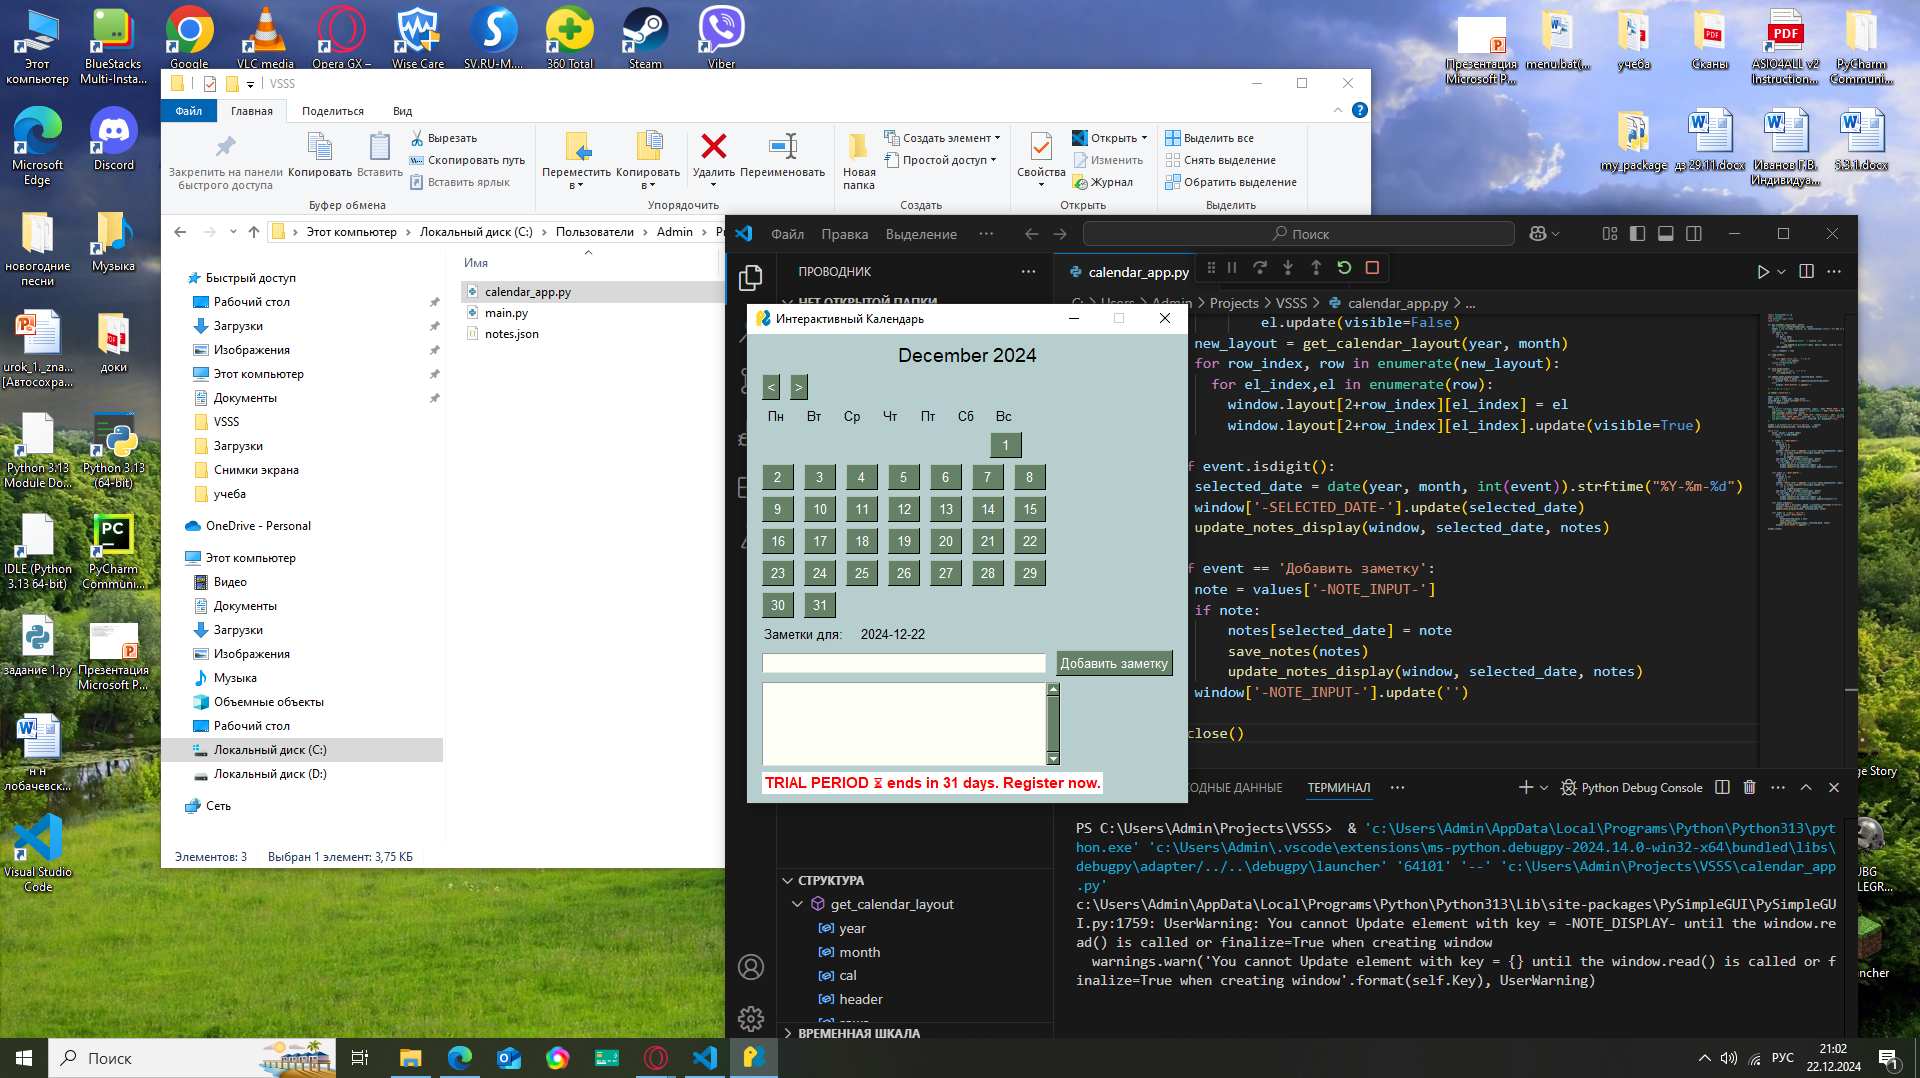 Этот компьютер
BlueStacks Multi-Insta...
Google
VLC media
Opera GX –
Wise Care
SV.RU-M....
360 Total
Steam
Viber
Презентация Microsoft P...
menu.bat(...
учеба
Сканы
ASIO4ALL v2 Instruction...
PyCharm Communi...
Microsoft Edge
Discord
my_package
дз 29.11.docx
Иванов Г.В. Индивидуа...
5.3.1.docx
новогодние песни
Музыка
urok_1._zna... [Автосохра...
доки
Python 3.13 Module Do...
Python 3.13 (64-bit)
IDLE (Python 3.13 64-bit)
PyCharm Communi...
задание 1.py
Презентация Microsoft P...
н н лобачевск...
Visual Studio Code
VSSS
Файл
Главная
Поделиться
Вид
Закрепить на панели быстрого доступа
Копировать
Вставить
Вырезать
Скопировать путь
Вставить ярлык
Буфер обмена
Переместить в
Копировать в
Удалить
Переименовать
Упорядочить
Новая папка
Создать элемент
Простой доступ
Создать
Свойства
Открыть
Изменить
Журнал
Открыть
Выделить все
Снять выделение
Обратить выделение
Выделить
Этот компьютер > Локальный диск (C:) > Пользователи > Admin >
Имя
calendar_app.py
main.py
notes.json
Быстрый доступ
Рабочий стол
Загрузки
Изображения
Этот компьютер
Документы
VSSS
Загрузки
Снимки экрана
учеба
OneDrive - Personal
Этот компьютер
Видео
Документы
Загрузки
Изображения
Музыка
Объемные объекты
Рабочий стол
Локальный диск (C:)
Локальный диск (D:)
Сеть
Элементов: 3
Выбран 1 элемент: 3,75 КБ
Файл
Правка
Выделение
Поиск
ПРОВОДНИК
НЕТ ОТКРЫТОЙ ПАПКИ
calendar_app.py
C: > Users > Admin > Projects > VSSS > calendar_app.py > ...
el.update(visible=False)
new_layout = get_calendar_layout(year, month)
for row_index, row in enumerate(new_layout):
for el_index,el in enumerate(row):
window.layout[2+row_index][el_index] = el
window.layout[2+row_index][el_index].update(visible=True)
f event.isdigit():
selected_date = date(year, month, int(event)).strftime("%Y-%m-%d")
window['-SELECTED_DATE-'].update(selected_date)
update_notes_display(window, selected_date, notes)
f event == 'Добавить заметку':
note = values['-NOTE_INPUT-']
if note:
notes[selected_date] = note
save_notes(notes)
update_notes_display(window, selected_date, notes)
window['-NOTE_INPUT-'].update('')
close()
Интерактивный Календарь
December 2024
< >
Пн Вт Ср Чт Пт Сб Вс
1
2 3 4 5 6 7 8
9 10 11 12 13 14 15
16 17 18 19 20 21 22
23 24 25 26 27 28 29
30 31
Заметки для: 2024-12-22
Добавить заметку
TRIAL PERIOD ⌛ ends in 31 days. Register now.
ХОДНЫЕ ДАННЫЕ
ТЕРМИНАЛ
Python Debug Console
PS C:\Users\Admin\Projects\VSSS>  & 'c:\Users\Admin\AppData\Local\Programs\Python\Python313\pyt
hon.exe' 'c:\Users\Admin\.vscode\extensions\ms-python.debugpy-2024.14.0-win32-x64\bundled\libs\
debugpy\adapter/../..\debugpy\launcher' '64101' '--' 'c:\Users\Admin\Projects\VSSS\calendar_app
.py'
c:\Users\Admin\AppData\Local\Programs\Python\Python313\Lib\site-packages\PySimpleGUI\PySimpleGU
I.py:1759: UserWarning: You cannot Update element with key = -NOTE_DISPLAY- until the window.re
ad() is called or finalize=True when creating window
warnings.warn('You cannot Update element with key = {} until the window.read() is called or f
inalize=True when creating window'.format(self.Key), UserWarning)
СТРУКТУРА
get_calendar_layout
year
month
cal
header
ВРЕМЕННАЯ ШКАЛА
ge Story
UBG
LEGR...
ncher
Поиск
РУС
21:02
22.12.2024
1